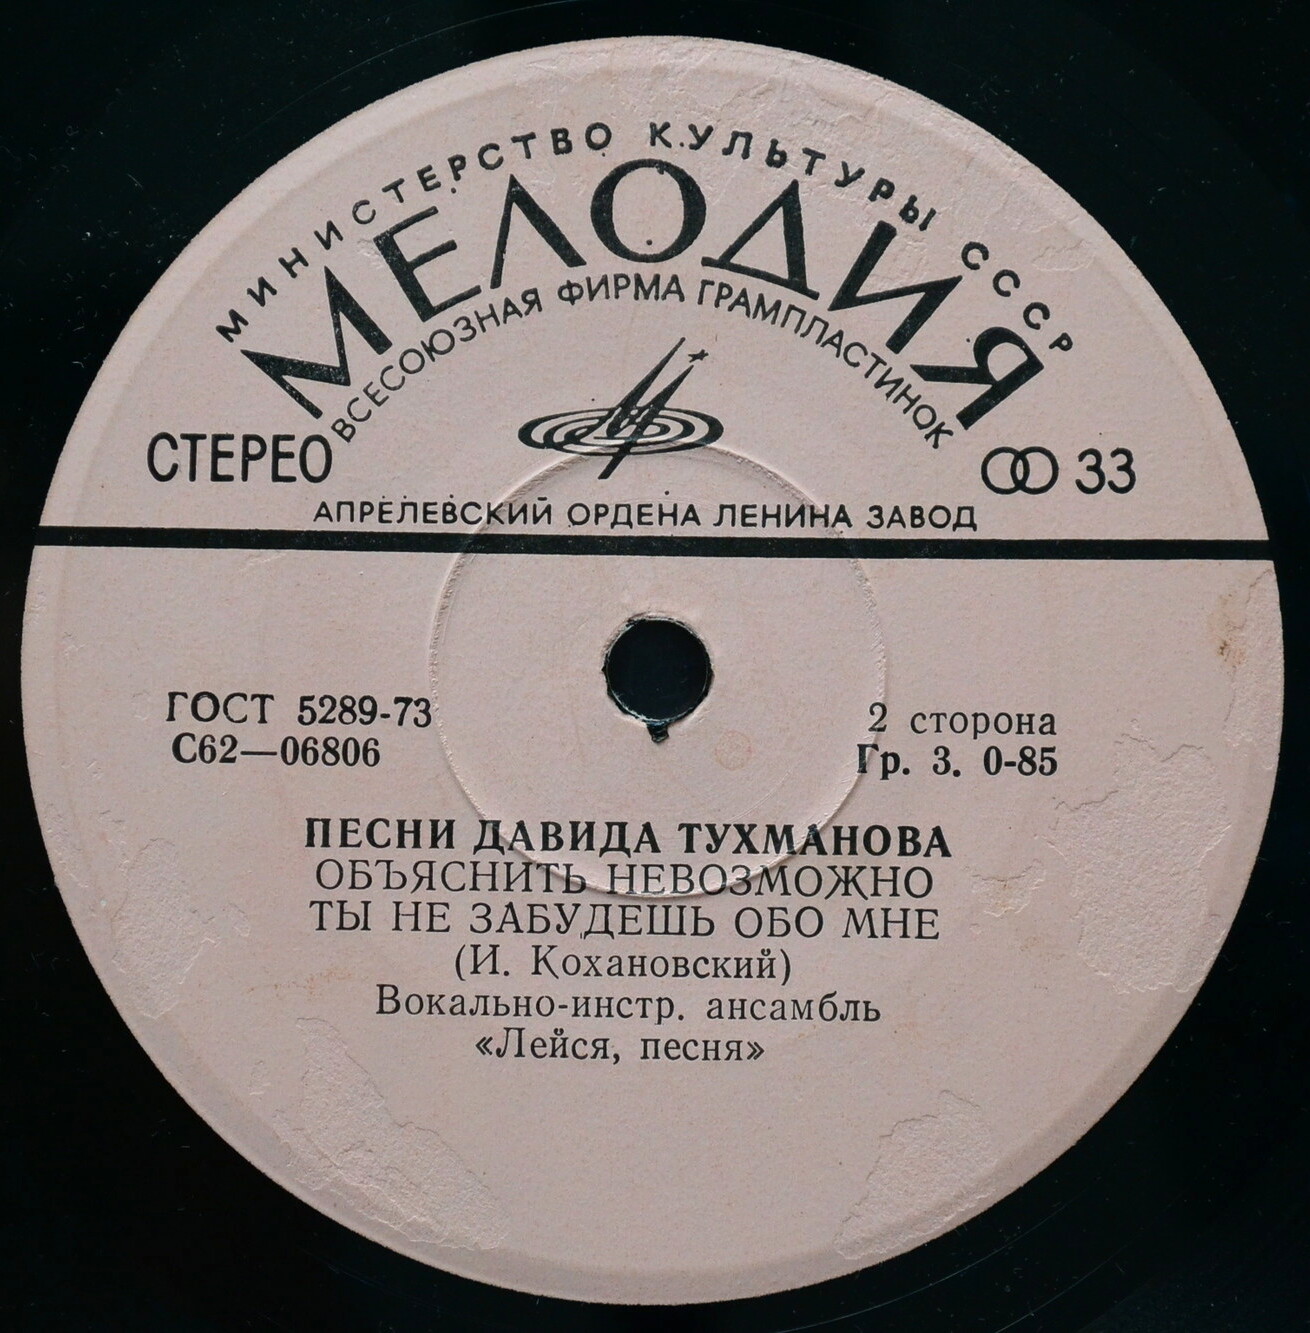 МИНИСТЕРСТВО КУЛЬТУРЫ СССР
МЕЛОДИЯ
ВСЕСОЮЗНАЯ ФИРМА ГРАМПЛАСТИНОК
СТЕРЕО
33
АПРЕЛЕВСКИЙ ОРДЕНА ЛЕНИНА ЗАВОД
ГОСТ 5289-73
С62—06806
2 сторона
Гр. 3. 0-85
ПЕСНИ ДАВИДА ТУХМАНОВА
ОБЪЯСНИТЬ НЕВОЗМОЖНО
ТЫ НЕ ЗАБУДЕШЬ ОБО МНЕ
(И. Кохановский)
Вокально-инстр. ансамбль
«Лейся, песня»